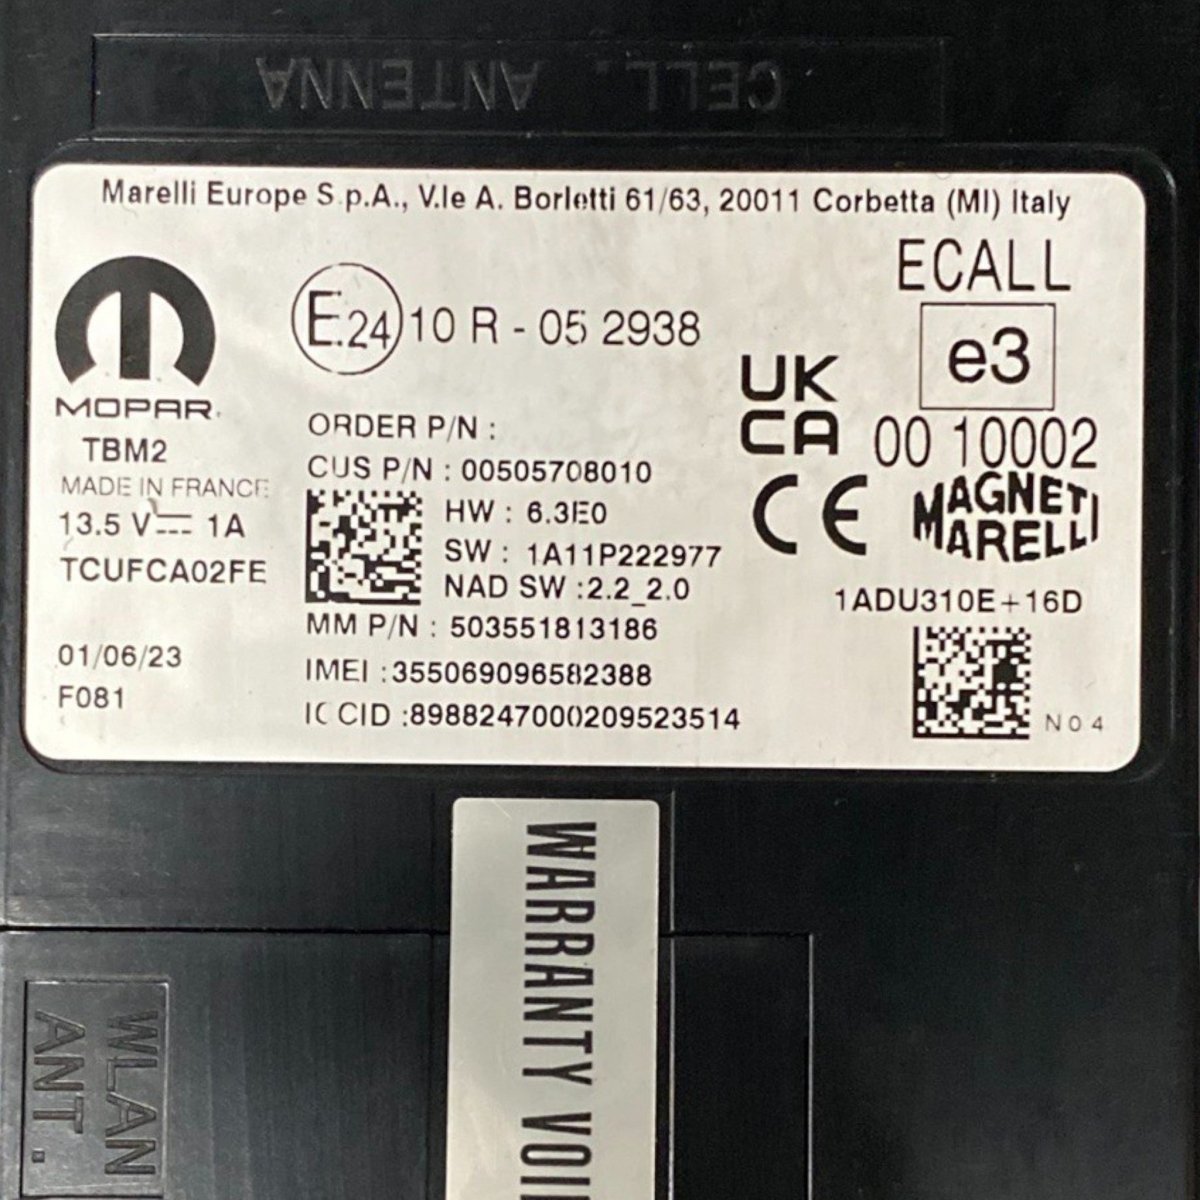 CELL. ANTENNA
Marelli Europe S.p.A., V.le A. Borletti 61/63, 20011 Corbetta (MI) Italy
MOPAR
TBM2
MADE IN FRANCE
13.5 V 1A
TCUFCA02FE
01/06/23
F081
E24 10 R - 05 2938
ORDER P/N :
CUS P/N : 00505708010
HW : 6.3E0
SW : 1A11P222977
NAD SW :2.2_2.0
MM P/N : 503551813186
IMEI :355069096582388
ICCID :8988247000209523514
ECALL
e3
00 10002
UK
CA
CE
MAGNETI
MARELLI
1ADU310E+16D
N04
WARRANTY VOI
WLAN
ANT.